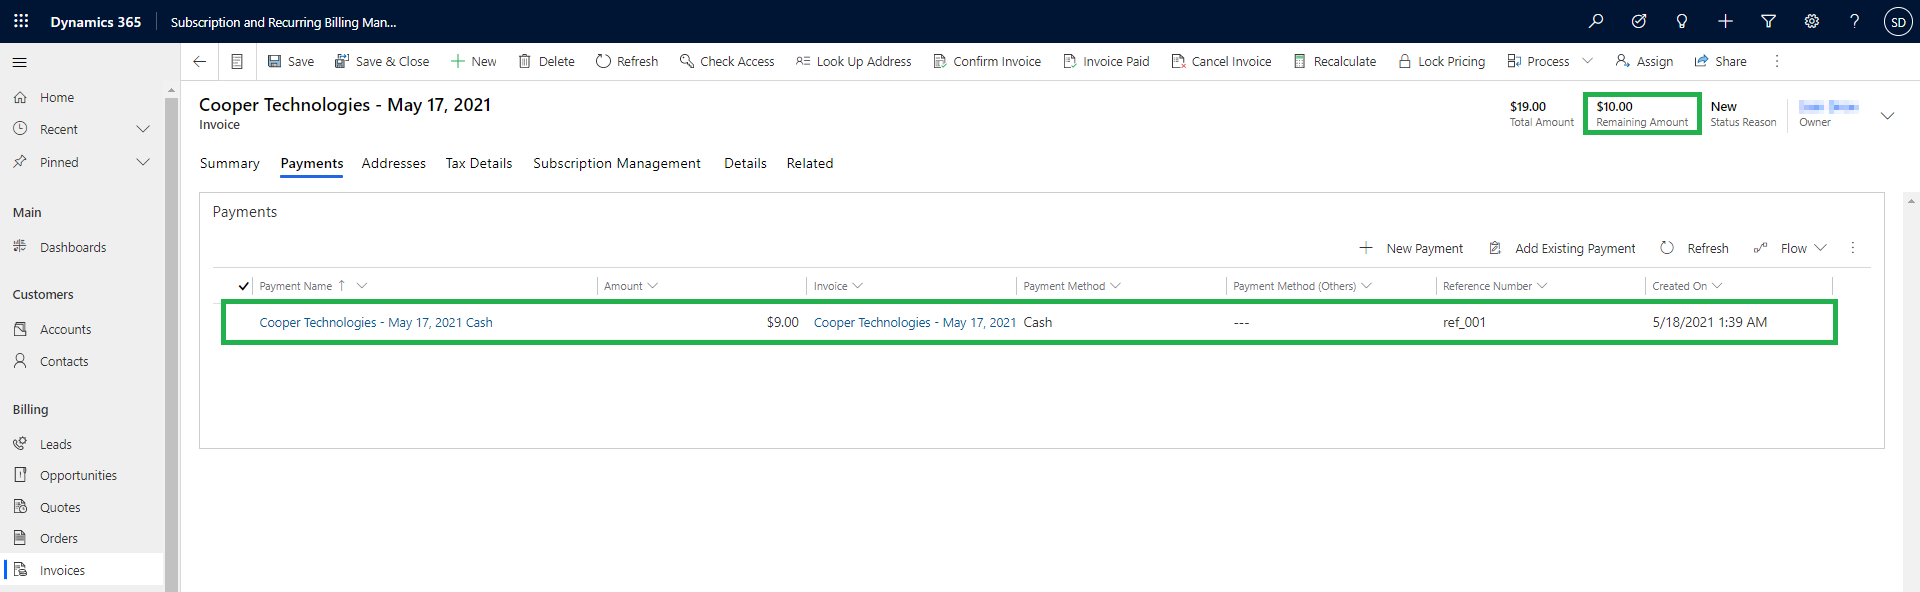 Dynamics 365
Subscription and Recurring Billing Man...
SD
Save
Save & Close
New
Delete
Refresh
Check Access
Look Up Address
Confirm Invoice
Invoice Paid
Cancel Invoice
Recalculate
Lock Pricing
Process
Assign
Share
Home
Recent
Pinned
Main
Dashboards
Customers
Accounts
Contacts
Billing
Leads
Opportunities
Quotes
Orders
Invoices
Cooper Technologies - May 17, 2021
Invoice
$19.00
Total Amount
$10.00
Remaining Amount
New
Status Reason
Owner
Summary
Payments
Addresses
Tax Details
Subscription Management
Details
Related
Payments
New Payment
Add Existing Payment
Refresh
Flow
Payment Name
Amount
Invoice
Payment Method
Payment Method (Others)
Reference Number
Created On
Cooper Technologies - May 17, 2021 Cash
$9.00
Cooper Technologies - May 17, 2021
Cash
---
ref_001
5/18/2021 1:39 AM